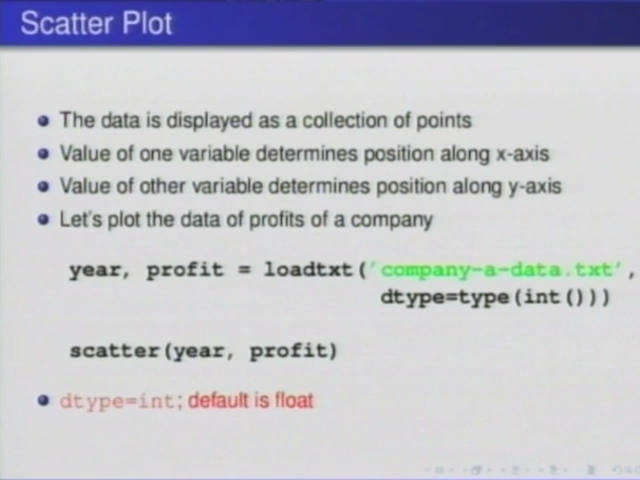 Scatter Plot
The data is displayed as a collection of points
Value of one variable determines position along x-axis
Value of other variable determines position along y-axis
Let's plot the data of profits of a company
year, profit = loadtxt('company-a-data.txt',
dtype=type(int()))
scatter(year, profit)
dtype=int; default is float